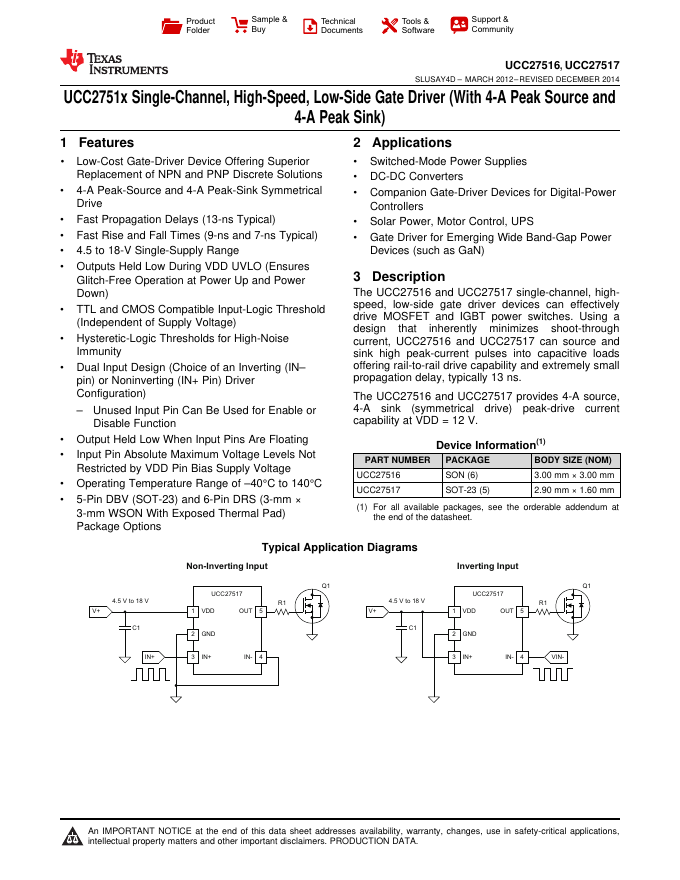 Product
Folder
Sample &
Buy
Technical
Documents
Tools &
Software
Support &
Community
TEXAS
INSTRUMENTS
UCC27516, UCC27517
SLUSAY4D – MARCH 2012–REVISED DECEMBER 2014
UCC2751x Single-Channel, High-Speed, Low-Side Gate Driver (With 4-A Peak Source and
4-A Peak Sink)
1 Features
• Low-Cost Gate-Driver Device Offering Superior
Replacement of NPN and PNP Discrete Solutions
• 4-A Peak-Source and 4-A Peak-Sink Symmetrical
Drive
• Fast Propagation Delays (13-ns Typical)
• Fast Rise and Fall Times (9-ns and 7-ns Typical)
• 4.5 to 18-V Single-Supply Range
• Outputs Held Low During VDD UVLO (Ensures
Glitch-Free Operation at Power Up and Power
Down)
• TTL and CMOS Compatible Input-Logic Threshold
(Independent of Supply Voltage)
• Hysteretic-Logic Thresholds for High-Noise
Immunity
• Dual Input Design (Choice of an Inverting (IN–
pin) or Noninverting (IN+ Pin) Driver
Configuration)
– Unused Input Pin Can Be Used for Enable or
Disable Function
• Output Held Low When Input Pins Are Floating
• Input Pin Absolute Maximum Voltage Levels Not
Restricted by VDD Pin Bias Supply Voltage
• Operating Temperature Range of –40°C to 140°C
• 5-Pin DBV (SOT-23) and 6-Pin DRS (3-mm ×
3-mm WSON With Exposed Thermal Pad)
Package Options
2 Applications
• Switched-Mode Power Supplies
• DC-DC Converters
• Companion Gate-Driver Devices for Digital-Power
Controllers
• Solar Power, Motor Control, UPS
• Gate Driver for Emerging Wide Band-Gap Power
Devices (such as GaN)
3 Description
The UCC27516 and UCC27517 single-channel, high-
speed, low-side gate driver devices can effectively
drive MOSFET and IGBT power switches. Using a
design that inherently minimizes shoot-through
current, UCC27516 and UCC27517 can source and
sink high peak-current pulses into capacitive loads
offering rail-to-rail drive capability and extremely small
propagation delay, typically 13 ns.
The UCC27516 and UCC27517 provides 4-A source,
4-A sink (symmetrical drive) peak-drive current
capability at VDD = 12 V.
Device Information(1)
PART NUMBER PACKAGE BODY SIZE (NOM)
UCC27516 SON (6) 3.00 mm × 3.00 mm
UCC27517 SOT-23 (5) 2.90 mm × 1.60 mm
(1) For all available packages, see the orderable addendum at
the end of the datasheet.
Typical Application Diagrams
Non-Inverting Input
Q1
UCC27517
4.5 V to 18 V
R1
V+ 1 VDD OUT 5
C1
2 GND
IN+ 3 IN+ IN- 4
Inverting Input
Q1
UCC27517
4.5 V to 18 V
R1
V+ 1 VDD OUT 5
C1
2 GND
3 IN+ IN- 4 VIN-
An IMPORTANT NOTICE at the end of this data sheet addresses availability, warranty, changes, use in safety-critical applications,
intellectual property matters and other important disclaimers. PRODUCTION DATA.